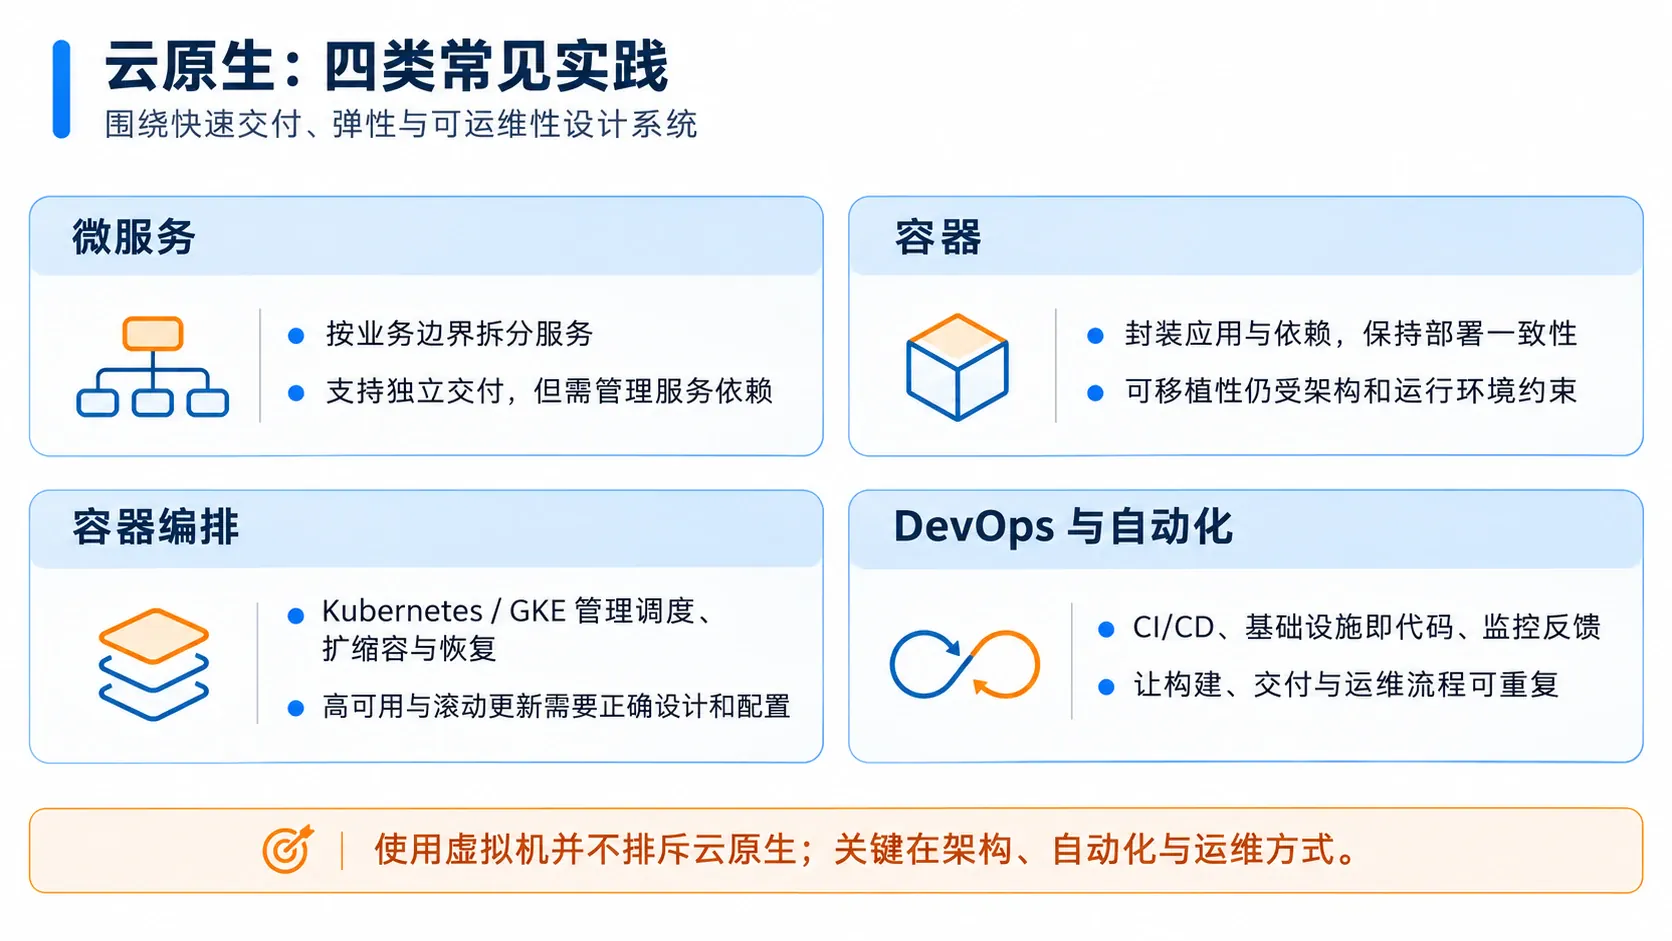 云原生：四类常见实践
围绕快速交付、弹性与可运维性设计系统
微服务
按业务边界拆分服务
支持独立交付，但需管理服务依赖
容器
封装应用与依赖，保持部署一致性
可移植性仍受架构和运行环境约束
容器编排
Kubernetes / GKE 管理调度、
扩缩容与恢复
高可用与滚动更新需要正确设计和配置
DevOps 与自动化
CI/CD、基础设施即代码、监控反馈
让构建、交付与运维流程可重复
使用虚拟机并不排斥云原生；关键在架构、自动化与运维方式。